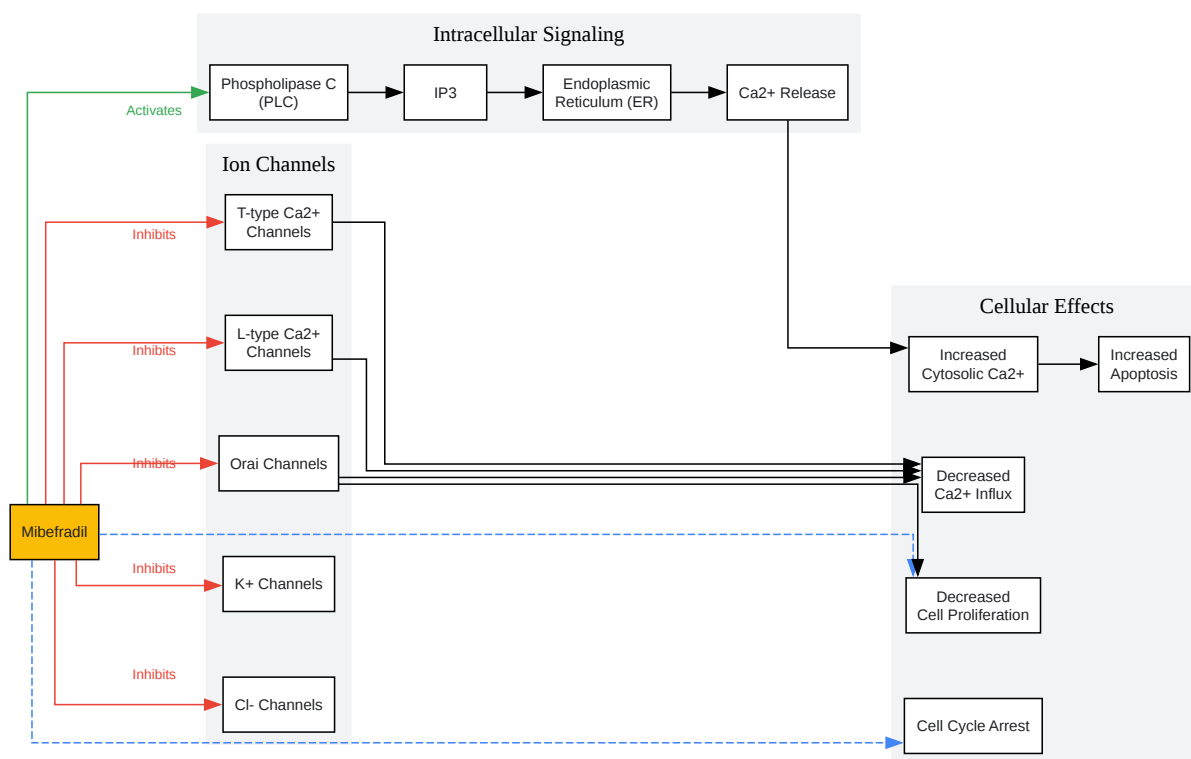 Intracellular Signaling
Phospholipase C
(PLC)
IP3
Endoplasmic
Reticulum (ER)
Ca2+ Release
Activates
Ion Channels
T-type Ca2+
Channels
Inhibits
L-type Ca2+
Channels
Inhibits
Orai Channels
Inhibits
Mibefradil
K+ Channels
Inhibits
Cl- Channels
Inhibits
Cellular Effects
Increased
Cytosolic Ca2+
Increased
Apoptosis
Decreased
Ca2+ Influx
Decreased
Cell Proliferation
Cell Cycle Arrest